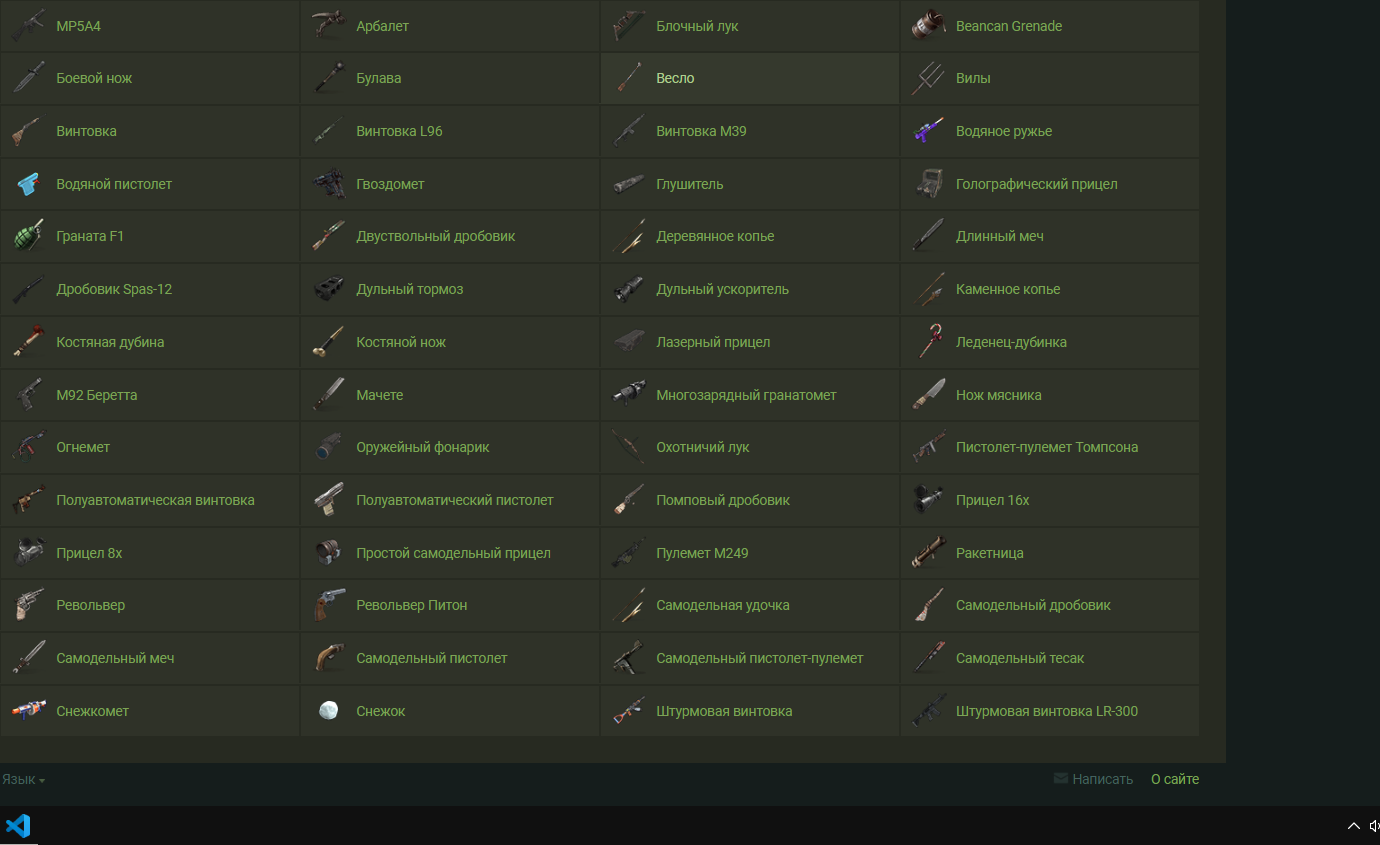 MP5A4
Арбалет
Блочный лук
Beancan Grenade
Боевой нож
Булава
Весло
Вилы
Винтовка
Винтовка L96
Винтовка М39
Водяное ружье
Водяной пистолет
Гвоздомет
Глушитель
Голографический прицел
Граната F1
Двуствольный дробовик
Деревянное копье
Длинный меч
Дробовик Spas-12
Дульный тормоз
Дульный ускоритель
Каменное копье
Костяная дубина
Костяной нож
Лазерный прицел
Леденец-дубинка
М92 Беретта
Мачете
Многозарядный гранатомет
Нож мясника
Огнемет
Оружейный фонарик
Охотничий лук
Пистолет-пулемет Томпсона
Полуавтоматическая винтовка
Полуавтоматический пистолет
Помповый дробовик
Прицел 16x
Прицел 8x
Простой самодельный прицел
Пулемет М249
Ракетница
Револьвер
Револьвер Питон
Самодельная удочка
Самодельный дробовик
Самодельный меч
Самодельный пистолет
Самодельный пистолет-пулемет
Самодельный тесак
Снежкомет
Снежок
Штурмовая винтовка
Штурмовая винтовка LR-300
Язык
Написать
О сайте